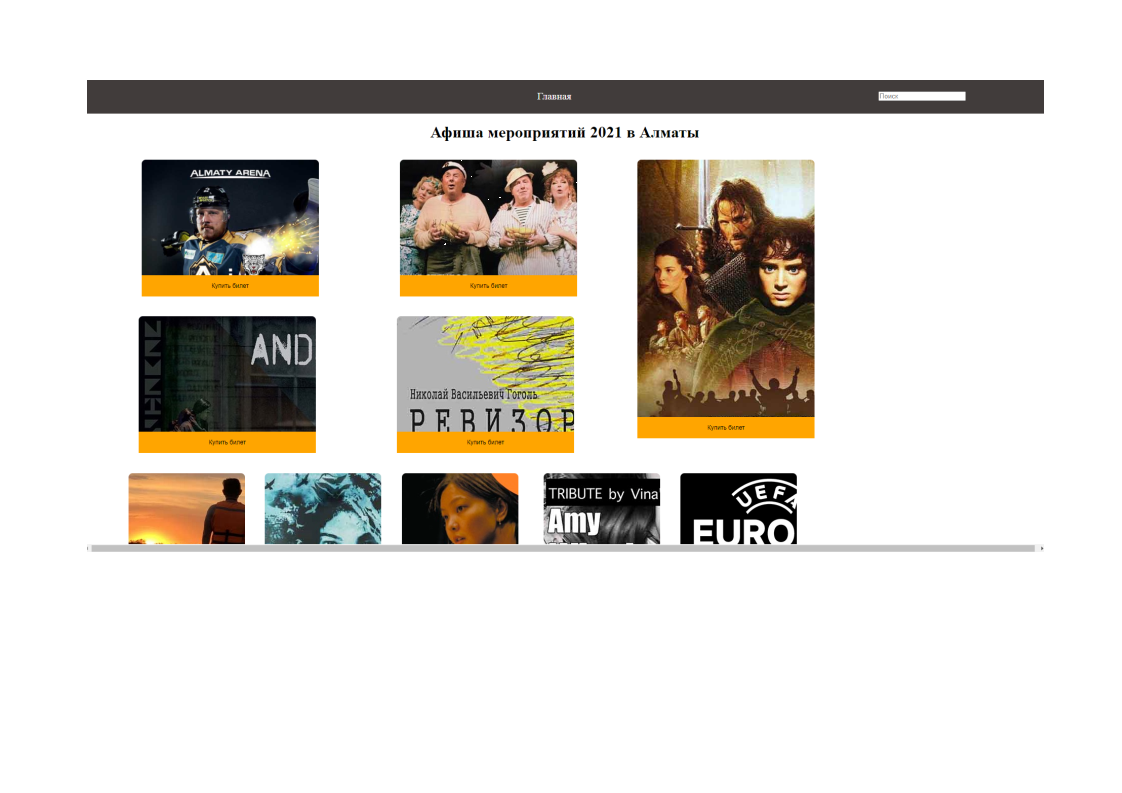 Главная
Поиск
Афиша мероприятий 2021 в Алматы
ALMATY ARENA
Купить билет
Купить билет
AND
Николай Васильевич Гоголь
РЕВИЗОР
Купить билет
Купить билет
Купить билет
TRIBUTE by Vina
Amy
UEFA
EURO